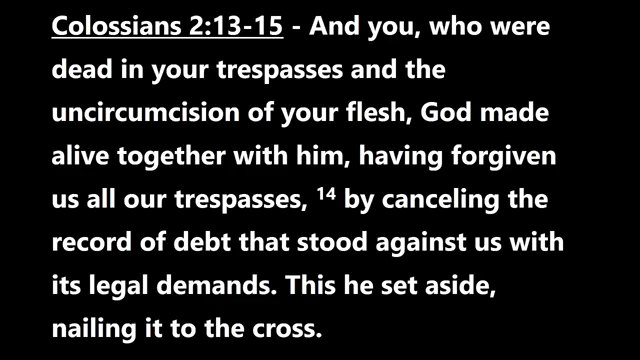 Colossians 2:13-15 - And you, who were
dead in your trespasses and the
uncircumcision of your flesh, God made
alive together with him, having forgiven
us all our trespasses, 14 by canceling the
record of debt that stood against us with
its legal demands. This he set aside,
nailing it to the cross.